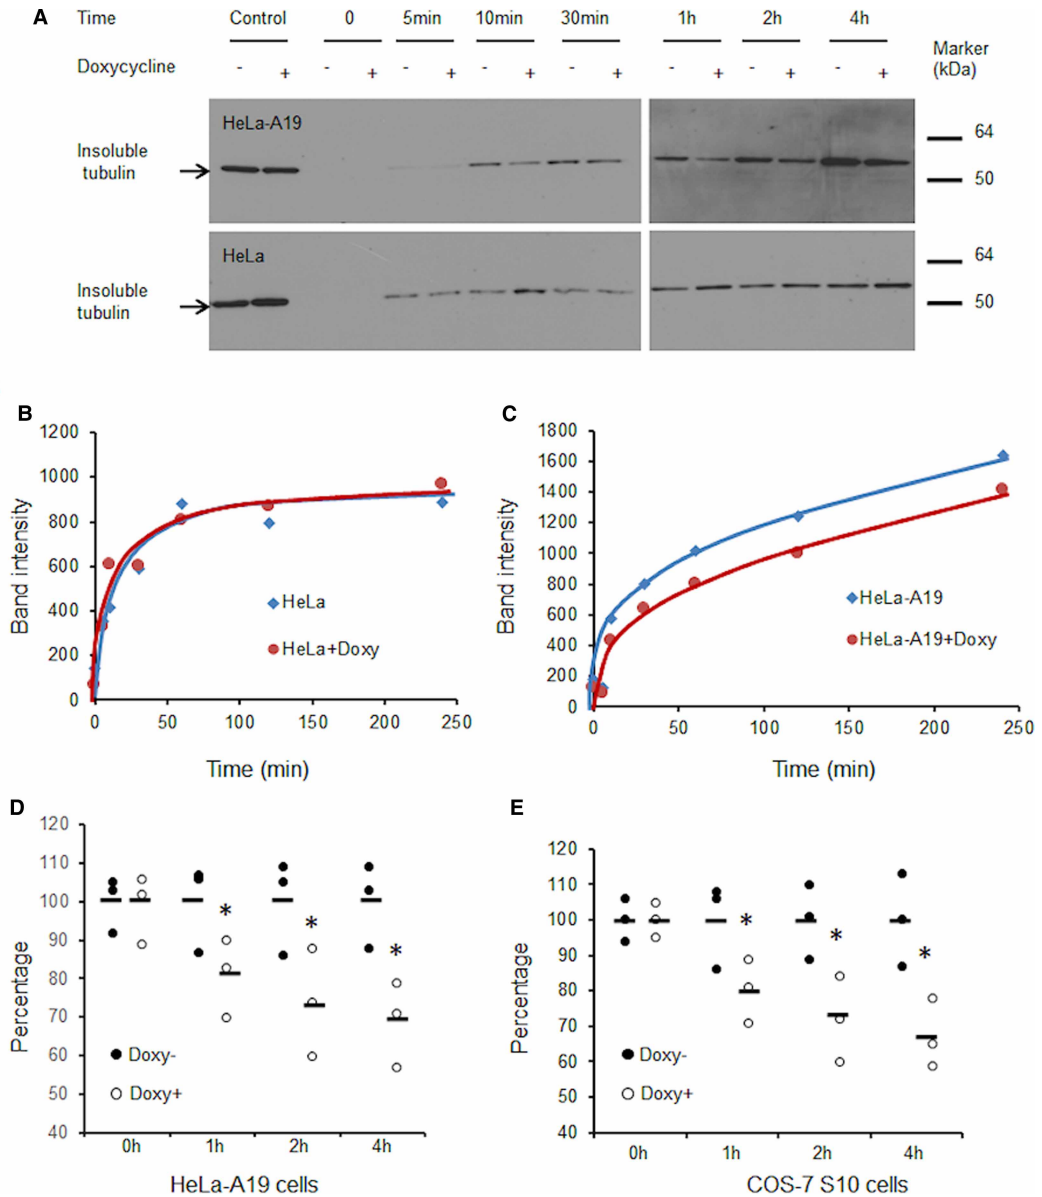 A Time Control 0 5min 10min 30min 1h 2h 4h
Doxycycline - + - + - + - + - + - + - + - + Marker (kDa)
HeLa-A19
Insoluble tubulin
64
50
HeLa
Insoluble tubulin
64
50
B
Band intensity
1200
1000
800
600
400
200
0
HeLa
HeLa+Doxy
0 50 100 150 200 250
Time (min)
C
Band intensity
1800
1600
1400
1200
1000
800
600
400
200
0
HeLa-A19
HeLa-A19+Doxy
0 50 100 150 200 250
Time (min)
D
Percentage
120
110
100
90
80
70
60
50
40
* * *
Doxy-
Doxy+
0h 1h 2h 4h
HeLa-A19 cells
E
Percentage
120
110
100
90
80
70
60
50
40
* * *
Doxy-
Doxy+
0h 1h 2h 4h
COS-7 S10 cells